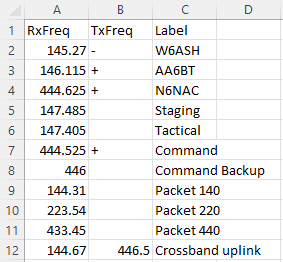 A B C D
1 RxFreq TxFreq Label
2 145.27 - W6ASH
3 146.115 + AA6BT
4 444.625 + N6NAC
5 147.485 Staging
6 147.405 Tactical
7 444.525 + Command
8 446 Command Backup
9 144.31 Packet 140
10 223.54 Packet 220
11 433.45 Packet 440
12 144.67 446.5 Crossband uplink